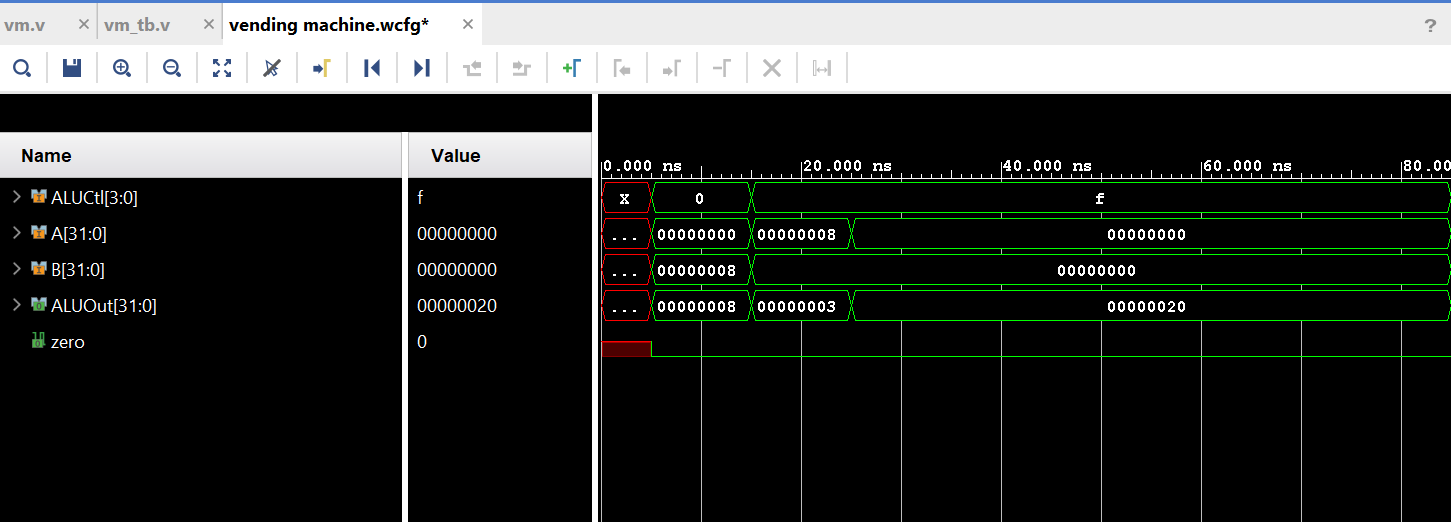 vm.v × vm_tb.v × vending machine.wcfg* × ?
Name Value 0.000 ns 20.000 ns 40.000 ns 60.000 ns 80.00
ALUCtl[3:0] f X 0 f
A[31:0] 00000000 ... 00000000 00000008 00000000
B[31:0] 00000000 ... 00000008 00000000
ALUOut[31:0] 00000020 ... 00000008 00000003 00000020
zero 0